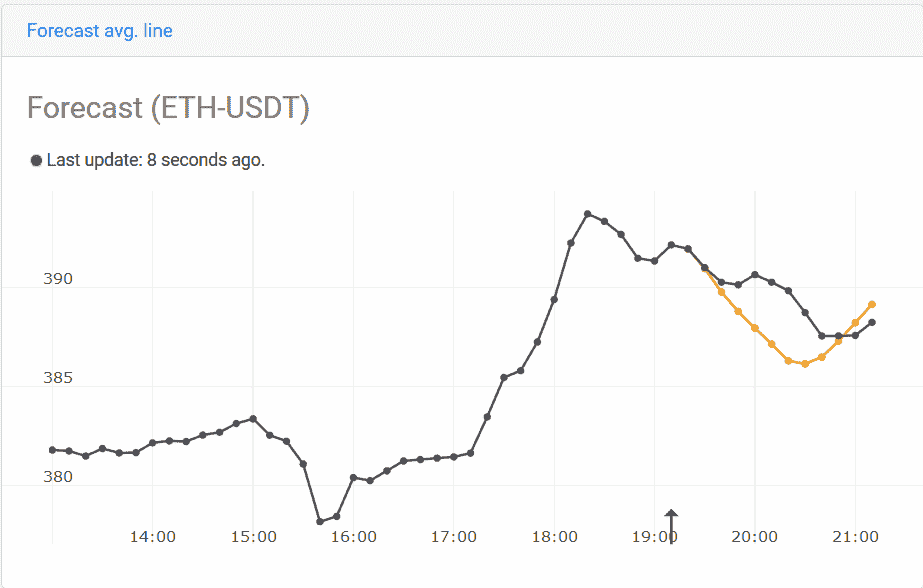 Forecast avg. line
Forecast (ETH-USDT)
Last update: 8 seconds ago.
390
385
380
14:00 15:00 16:00 17:00 18:00 19:00 20:00 21:00